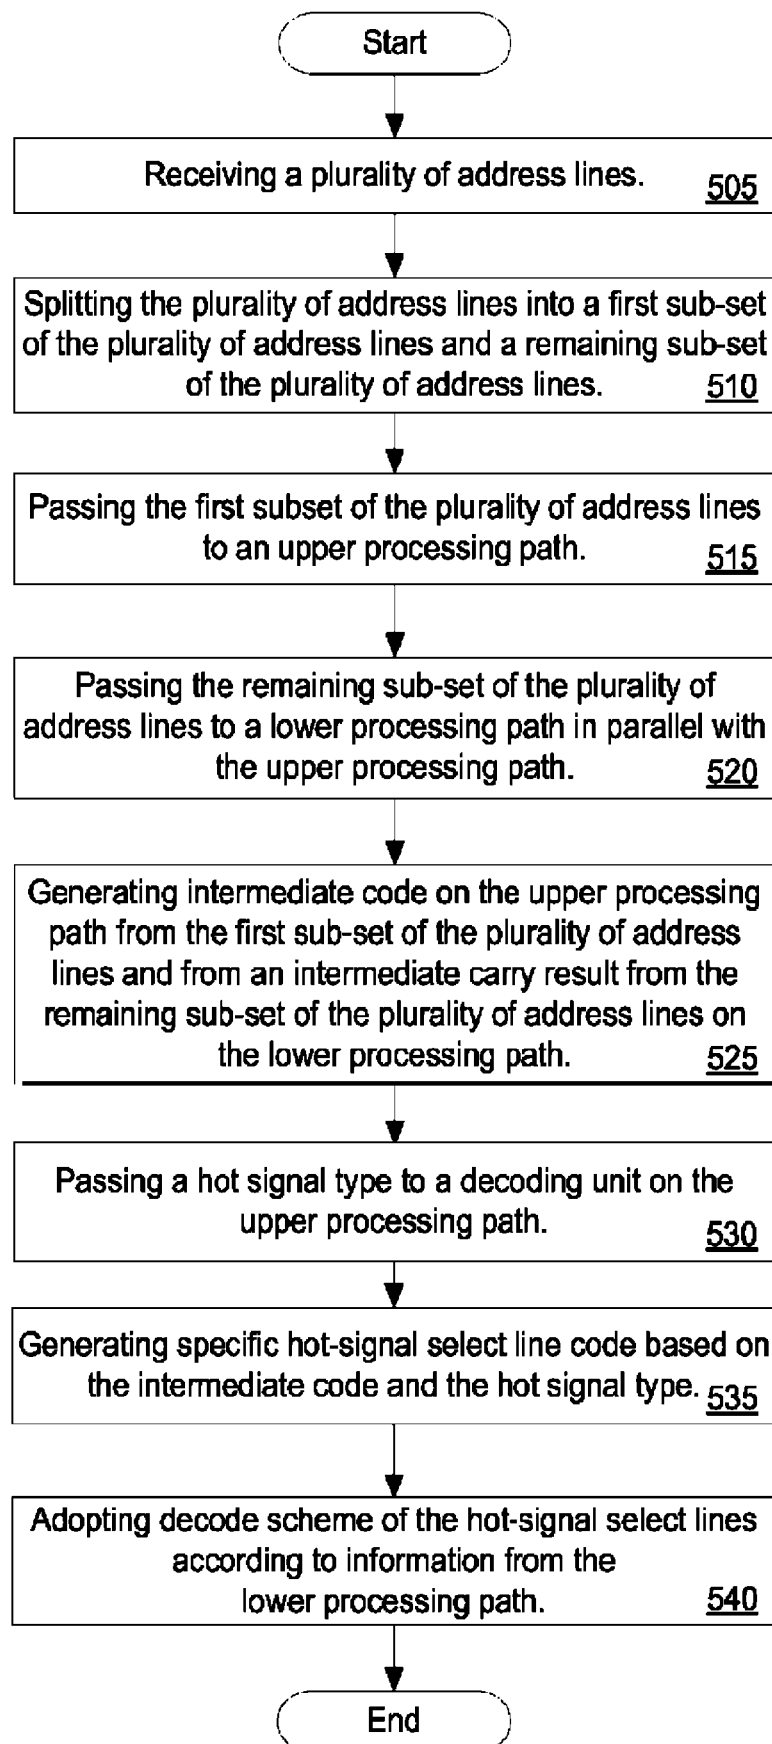 Start
Receiving a plurality of address lines. 505
Splitting the plurality of address lines into a first sub-set
of the plurality of address lines and a remaining sub-set
of the plurality of address lines. 510
Passing the first subset of the plurality of address lines
to an upper processing path. 515
Passing the remaining sub-set of the plurality of
address lines to a lower processing path in parallel with
the upper processing path. 520
Generating intermediate code on the upper processing
path from the first sub-set of the plurality of address
lines and from an intermediate carry result from the
remaining sub-set of the plurality of address lines on
the lower processing path. 525
Passing a hot signal type to a decoding unit on the
upper processing path. 530
Generating specific hot-signal select line code based on
the intermediate code and the hot signal type. 535
Adopting decode scheme of the hot-signal select lines
according to information from the
lower processing path. 540
End